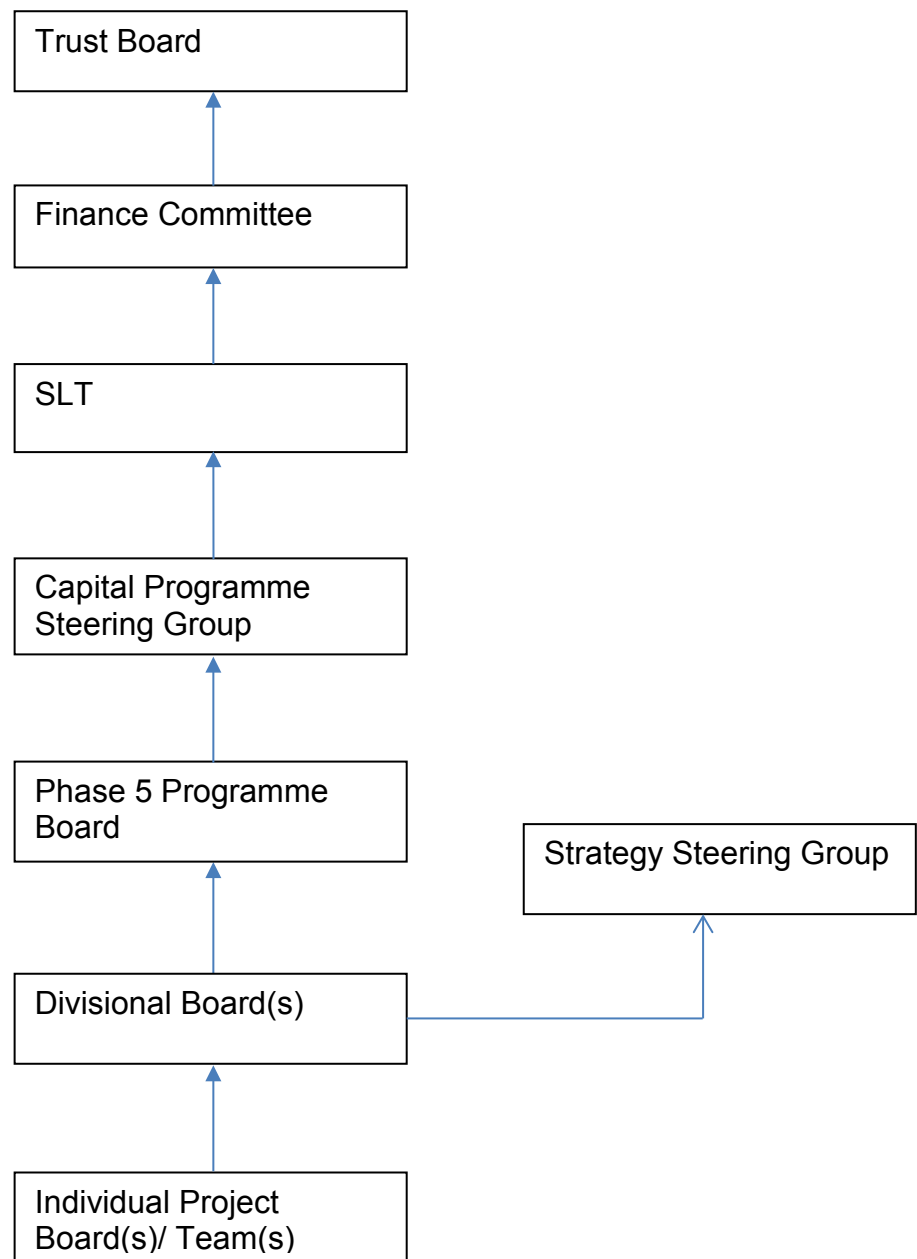 Trust Board
Finance Committee
SLT
Capital Programme
Steering Group
Phase 5 Programme
Board
Strategy Steering Group
Divisional Board(s)
Individual Project
Board(s)/ Team(s)